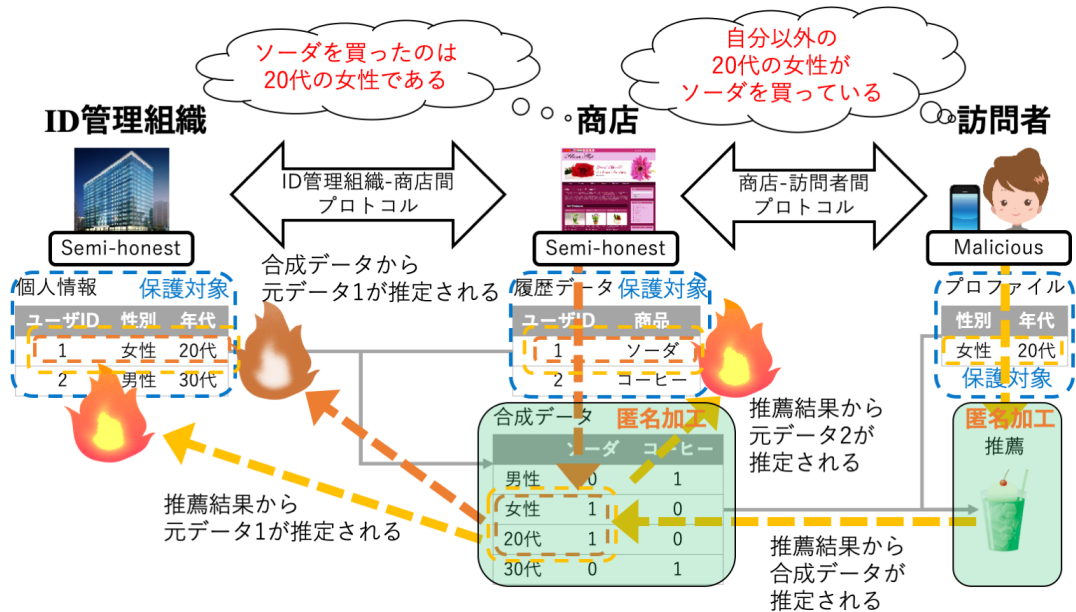 ソーダを買ったのは
20代の女性である
自分以外の
20代の女性が
ソーダを買っている
ID管理組織
商店
訪問者
ID管理組織-商店間
プロトコル
商店-訪問者間
プロトコル
Semi-honest
Semi-honest
Malicious
合成データから
元データ1が推定される
個人情報 保護対象
ユーザID 性別 年代
1 女性 20代
2 男性 30代
履歴データ 保護対象
ユーザID 商品
1 ソーダ
2 コーヒー
プロファイル
性別 年代
女性 20代
保護対象
合成データ 匿名加工
ソーダ コーヒー
男性 0 1
女性 1 0
20代 1 0
30代 0 1
推薦結果から
元データ2が
推定される
匿名加工
推薦
推薦結果から
元データ1が推定される
推薦結果から
合成データが
推定される